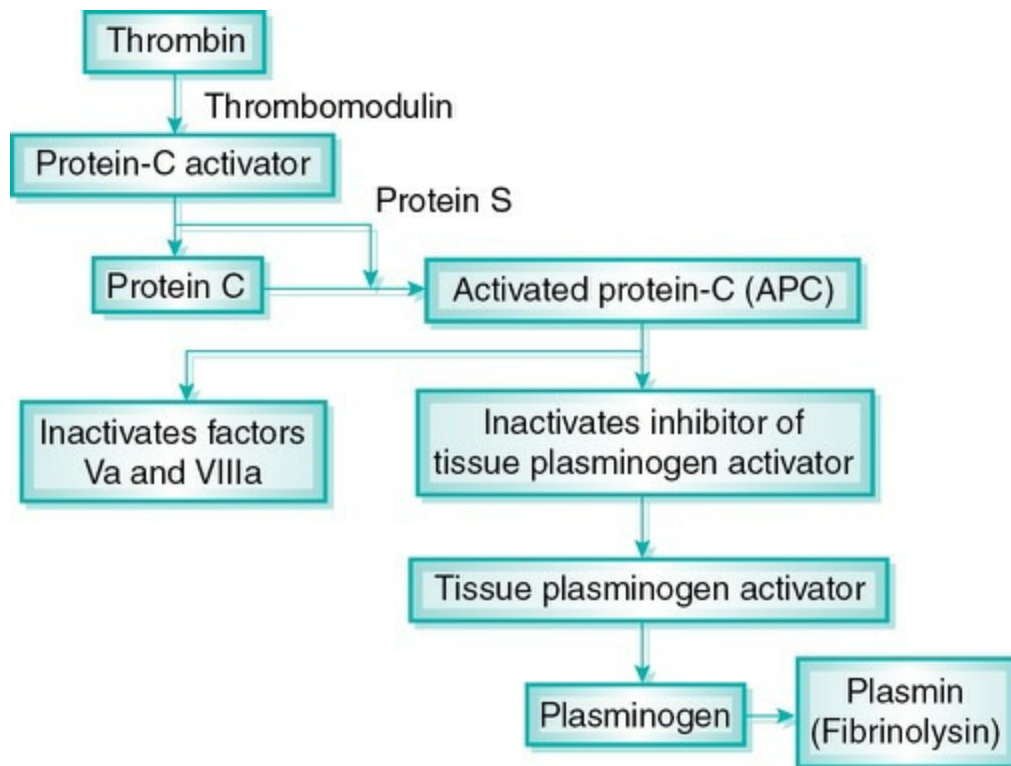 Thrombin
Thrombomodulin
Protein-C activator
Protein S
Protein C
Activated protein-C (APC)
Inactivates factors
Va and VIIIa
Inactivates inhibitor of
tissue plasminogen activator
Tissue plasminogen activator
Plasminogen
Plasmin
(Fibrinolysin)